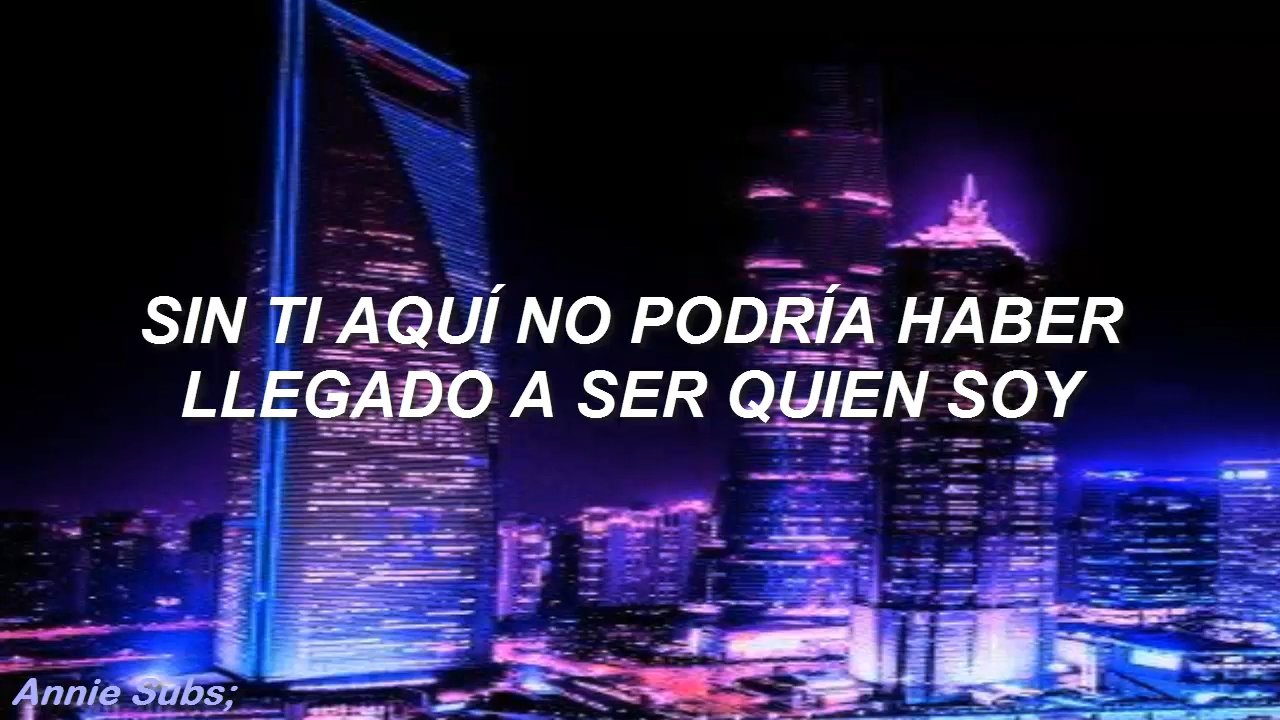 SIN TI AQUÍ NO PODRÍA HABER
LLEGADO A SER QUIEN SOY
Annie Subs;